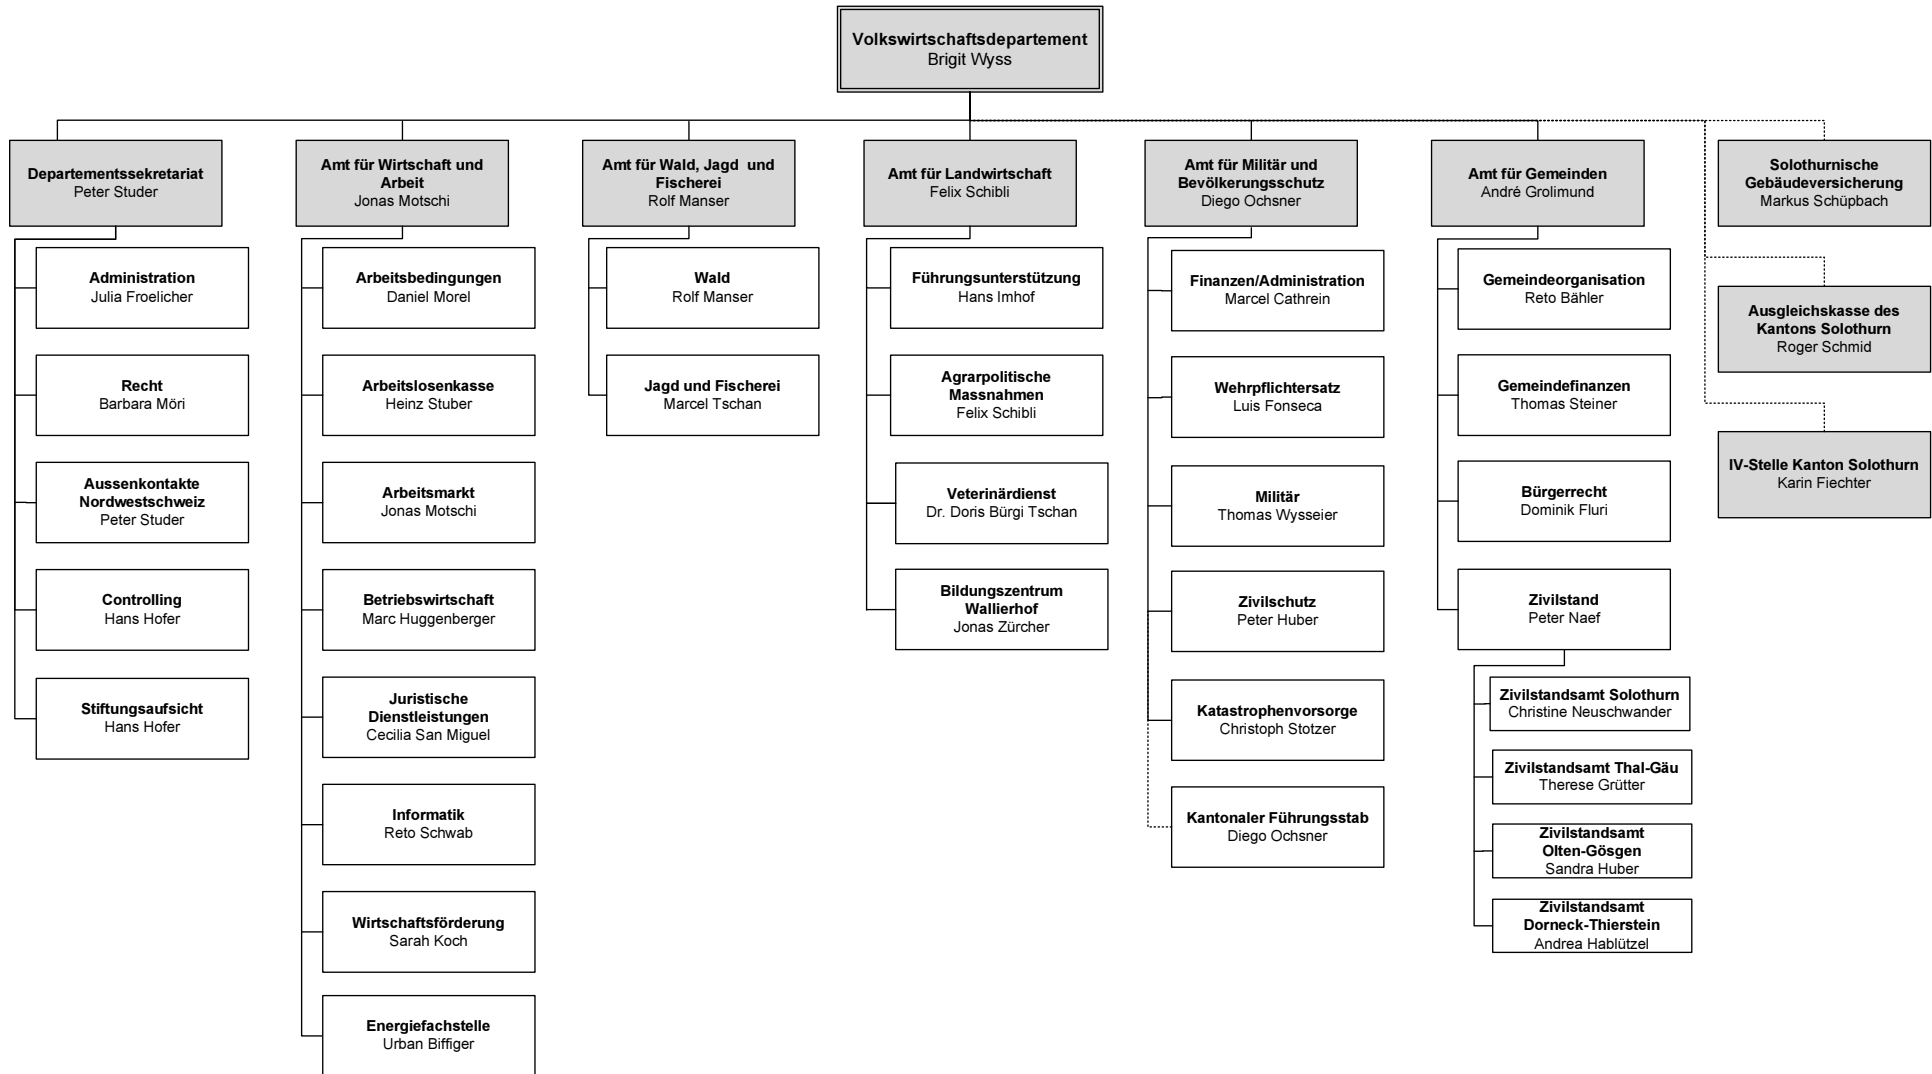 Volkswirtschaftsdepartement
Brigit Wyss
Departementssekretariat
Peter Studer
Administration
Julia Froelicher
Recht
Barbara Möri
Aussenkontakte
Nordwestschweiz
Peter Studer
Controlling
Hans Hofer
Stiftungsaufsicht
Hans Hofer
Amt für Wirtschaft und
Arbeit
Jonas Motschi
Arbeitsbedingungen
Daniel Morel
Arbeitslosenkasse
Heinz Stuber
Arbeitsmarkt
Jonas Motschi
Betriebswirtschaft
Marc Huggenberger
Juristische
Dienstleistungen
Cecilia San Miguel
Informatik
Reto Schwab
Wirtschaftsförderung
Sarah Koch
Energiefachstelle
Urban Biffiger
Amt für Wald, Jagd und
Fischerei
Rolf Manser
Wald
Rolf Manser
Jagd und Fischerei
Marcel Tschan
Amt für Landwirtschaft
Felix Schibli
Führungsunterstützung
Hans Imhof
Agrarpolitische
Massnahmen
Felix Schibli
Veterinärdienst
Dr. Doris Bürgi Tschan
Bildungszentrum
Wallierhof
Jonas Zürcher
Amt für Militär und
Bevölkerungsschutz
Diego Ochsner
Finanzen/Administration
Marcel Cathrein
Wehrpflichtersatz
Luis Fonseca
Militär
Thomas Wysseier
Zivilschutz
Peter Huber
Katastrophenvorsorge
Christoph Stotzer
Kantonaler Führungsstab
Diego Ochsner
Amt für Gemeinden
André Grolimund
Gemeindeorganisation
Reto Bähler
Gemeindefinanzen
Thomas Steiner
Bürgerrecht
Dominik Fluri
Zivilstand
Peter Naef
Zivilstandsamt Solothurn
Christine Neuschwander
Zivilstandsamt Thal-Gäu
Therese Grütter
Zivilstandsamt
Olten-Gösgen
Sandra Huber
Zivilstandsamt
Dorneck-Thierstein
Andrea Hablützel
Solothurnische
Gebäudeversicherung
Markus Schüpbach
Ausgleichskasse des
Kantons Solothurn
Roger Schmid
IV-Stelle Kanton Solothurn
Karin Fiechter